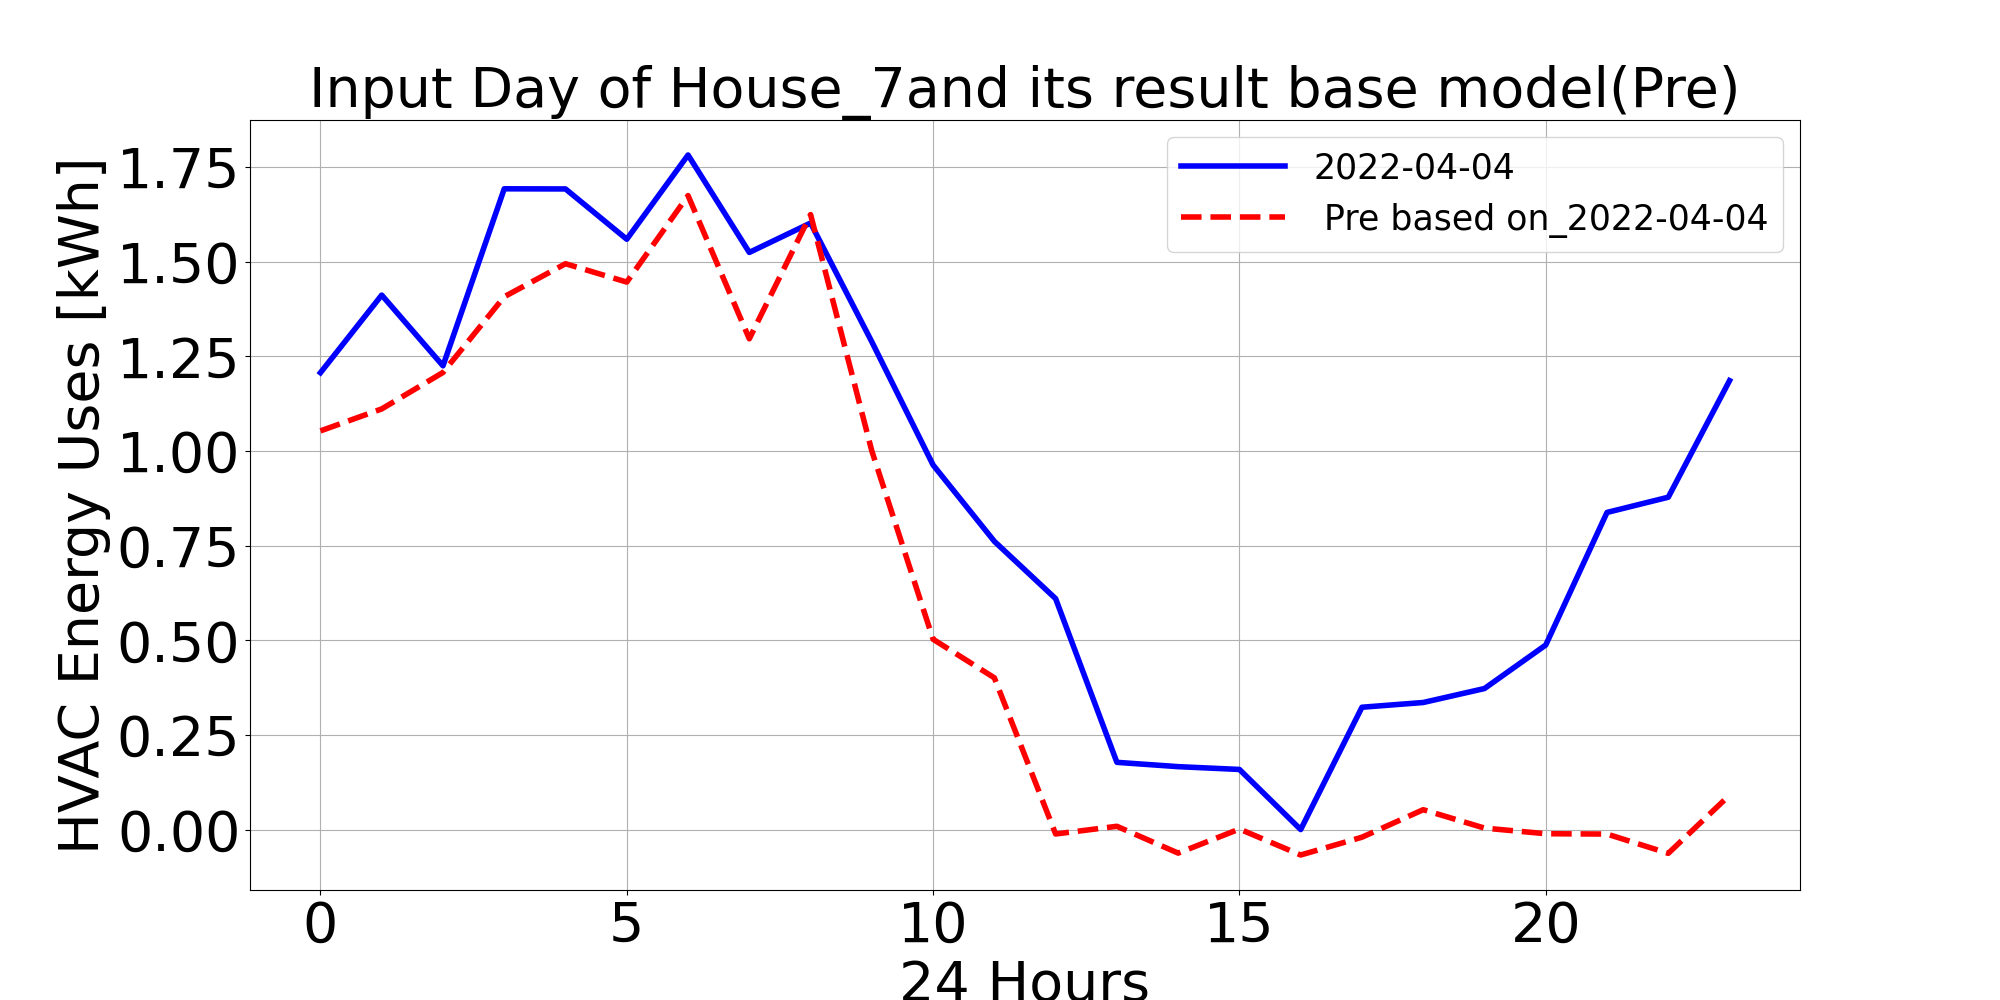 Input Day of House_7and its result base model(Pre)
HVAC Energy Uses [kWh]
1.75
1.50
1.25
1.00
0.75
0.50
0.25
0.00
2022-04-04
Pre based on_2022-04-04
0 5 10 15 20
24 Hours